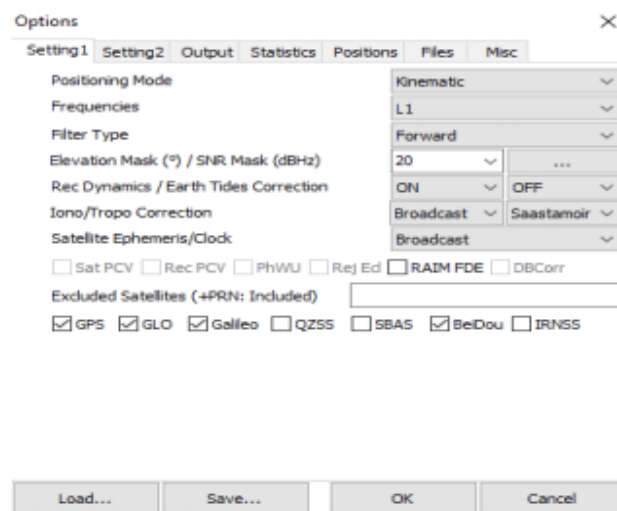 Options
Setting1 Setting2 Output Statistics Positions Files Misc
Positioning Mode Kinematic
Frequencies L1
Filter Type Forward
Elevation Mask (°) / SNR Mask (dBHz) 20 ...
Rec Dynamics / Earth Tides Correction ON OFF
Iono/Tropo Correction Broadcast Saastamoir
Satellite Ephemeris/Clock Broadcast
Sat PCV Rec PCV PhWU Rej Ed RAIM FDE DBCorr
Excluded Satellites (+PRN: Included)
GPS GLO Galileo QZSS SBAS BeiDou IRNSS
Load... Save... OK Cancel